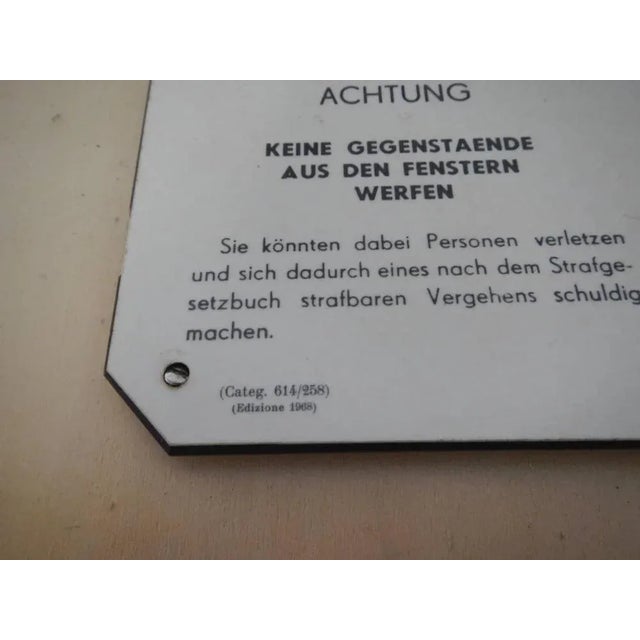 ACHTUNG
KEINE GEGENSTAENDE
AUS DEN FENSTERN
WERFEN
Sie könnten dabei Personen verletzen
und sich dadurch eines nach dem Strafge-
setzbuch strafbaren Vergehens schuldig
machen.
(Categ. 614/258)
(Edizione 1968)